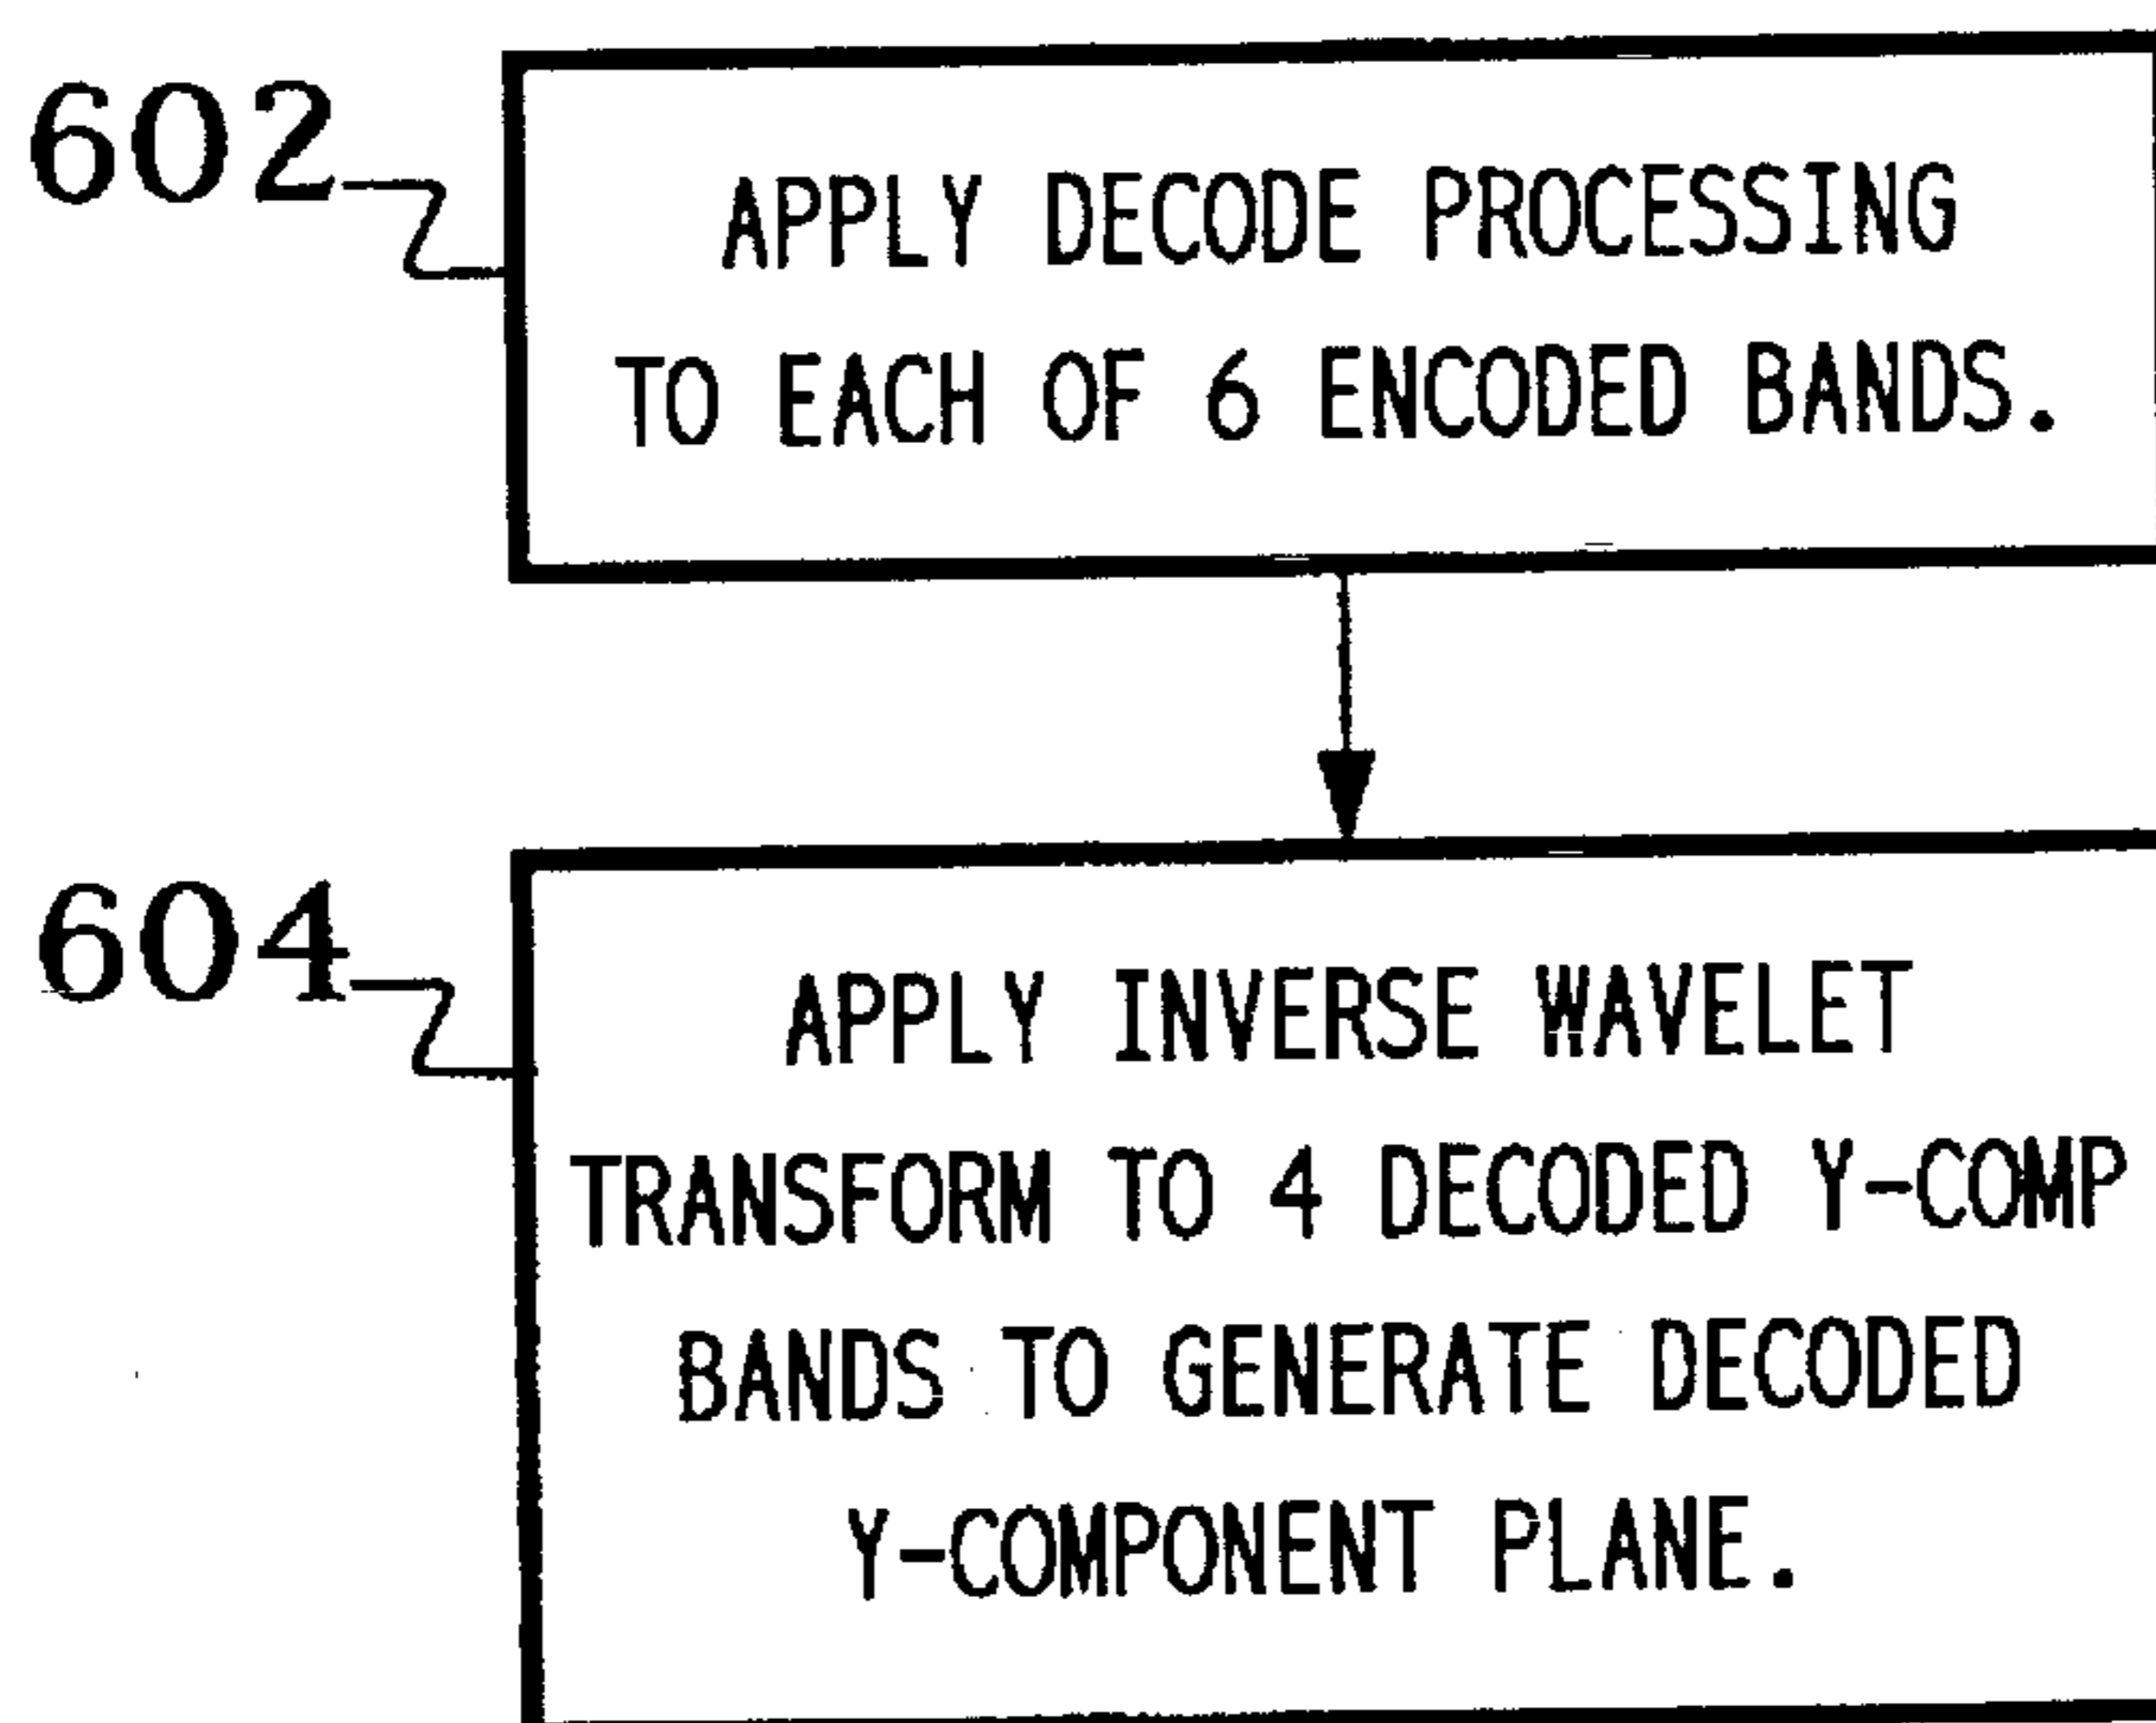 602
APPLY DECODE PROCESSING
TO EACH OF 6 ENCODED BANDS.
604
APPLY INVERSE WAVELET
TRANSFORM TO 4 DECODED Y-COMP
BANDS TO GENERATE DECODED
Y-COMPONENT PLANE.